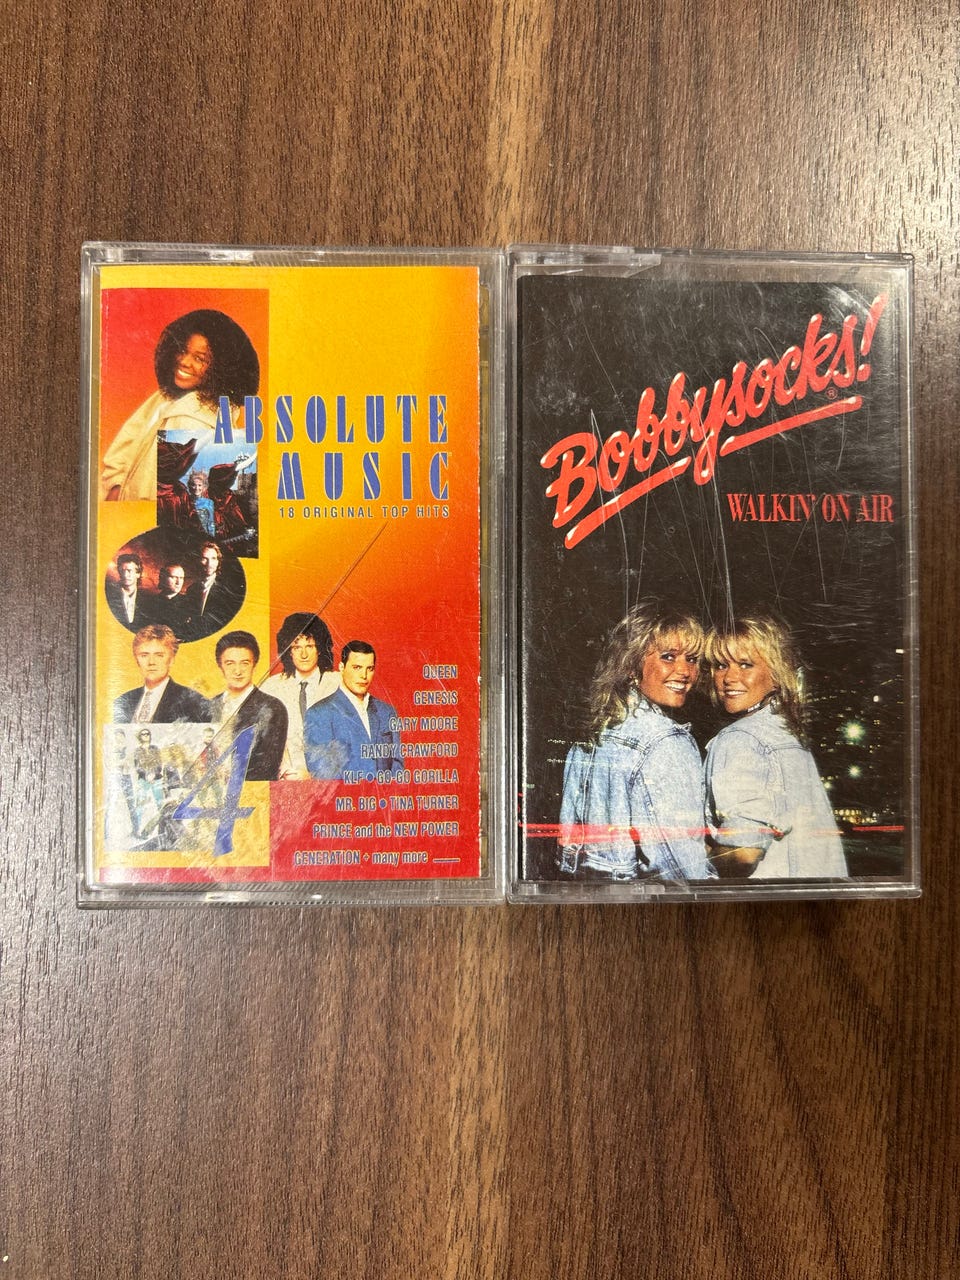 ABSOLUTE
MUSIC
18 ORIGINAL TOP HITS
QUEEN
GENESIS
GARY MOORE
RANDY CRAWFORD
KLF • GO-GO GORILLA
MR. BIG • TINA TURNER
PRINCE and the NEW POWER
GENERATION + many more
4
Bobbysocks!
®
WALKIN' ON AIR